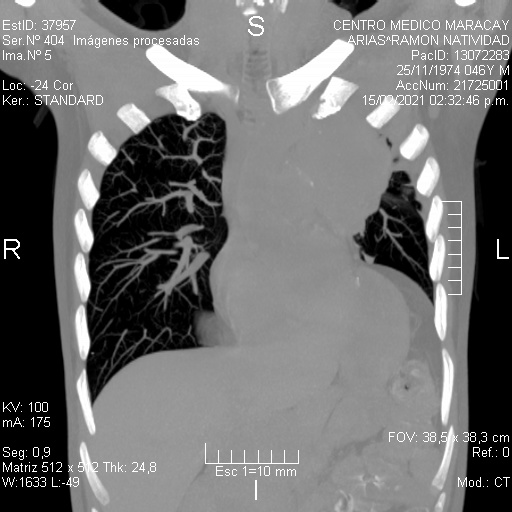 EstID: 37957
Ser.Nº 404 Imágenes procesadas
Ima.Nº 5
Loc: -24 Cor
Ker.: STANDARD
S
CENTRO MEDICO MARACAY
ARIAS^RAMON NATIVIDAD
PacID: 13072283
25/11/1974 046Y M
AccNum: 21725001
15/02/2021 02:32:46 p.m.
R
L
KV: 100
mA: 175
Seg: 0,9
Matriz 512 x 512 Thk: 24,8
W:1633 L:-49
Esc 1=10 mm
I
FOV: 38,5 x 38,3 cm
Ref.: 0
Mod.: CT